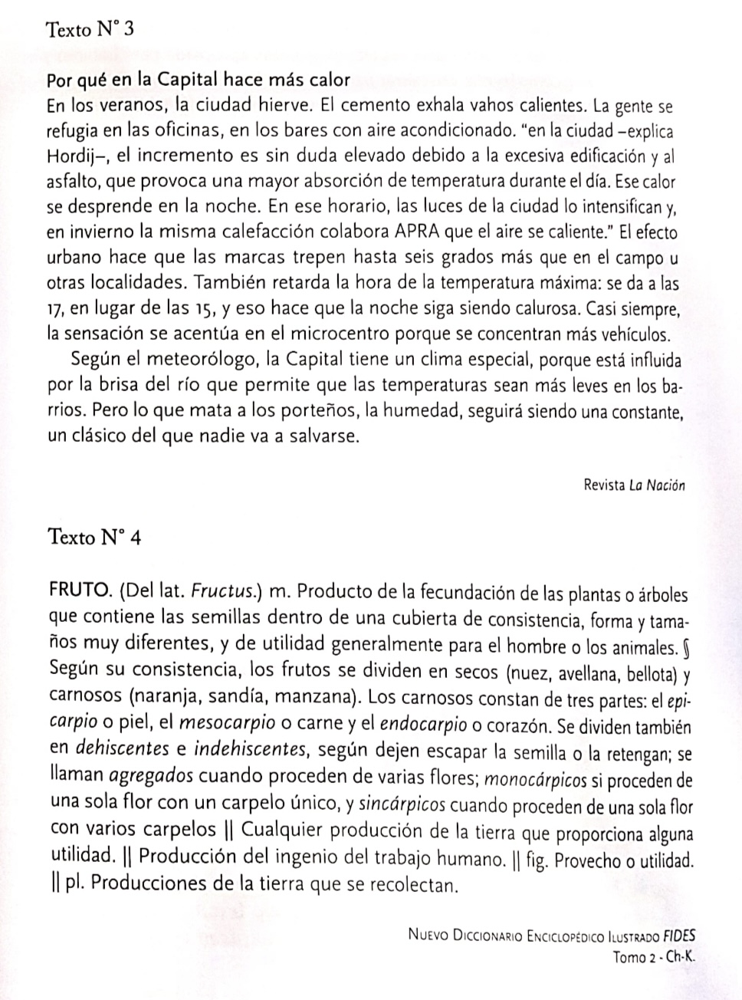 Texto N° 3
Por qué en la Capital hace más calor
En los veranos, la ciudad hierve. El cemento exhala vahos calientes. La gente se
refugia en las oficinas, en los bares con aire acondicionado. “en la ciudad –explica
Hordij–, el incremento es sin duda elevado debido a la excesiva edificación y al
asfalto, que provoca una mayor absorción de temperatura durante el día. Ese calor
se desprende en la noche. En ese horario, las luces de la ciudad lo intensifican y,
en invierno la misma calefacción colabora APRA que el aire se caliente.” El efecto
urbano hace que las marcas trepen hasta seis grados más que en el campo u
otras localidades. También retarda la hora de la temperatura máxima: se da a las
17, en lugar de las 15, y eso hace que la noche siga siendo calurosa. Casi siempre,
la sensación se acentúa en el microcentro porque se concentran más vehículos.
Según el meteorólogo, la Capital tiene un clima especial, porque está influida
por la brisa del río que permite que las temperaturas sean más leves en los ba-
rrios. Pero lo que mata a los porteños, la humedad, seguirá siendo una constante,
un clásico del que nadie va a salvarse.
Revista La Nación
Texto N° 4
FRUTO. (Del lat. Fructus.) m. Producto de la fecundación de las plantas o árboles
que contiene las semillas dentro de una cubierta de consistencia, forma y tama-
ños muy diferentes, y de utilidad generalmente para el hombre o los animales. §
Según su consistencia, los frutos se dividen en secos (nuez, avellana, bellota) y
carnosos (naranja, sandía, manzana). Los carnosos constan de tres partes: el epi-
carpio o piel, el mesocarpio o carne y el endocarpio o corazón. Se dividen también
en dehiscentes e indehiscentes, según dejen escapar la semilla o la retengan; se
llaman agregados cuando proceden de varias flores; monocárpicos si proceden de
una sola flor con un carpelo único, y sincárpicos cuando proceden de una sola flor
con varios carpelos || Cualquier producción de la tierra que proporciona alguna
utilidad. || Producción del ingenio del trabajo humano. || fig. Provecho o utilidad.
|| pl. Producciones de la tierra que se recolectan.
NUEVO DICCIONARIO ENCICLOPÉDICO ILUSTRADO FIDES
Tomo 2 - Ch-K.